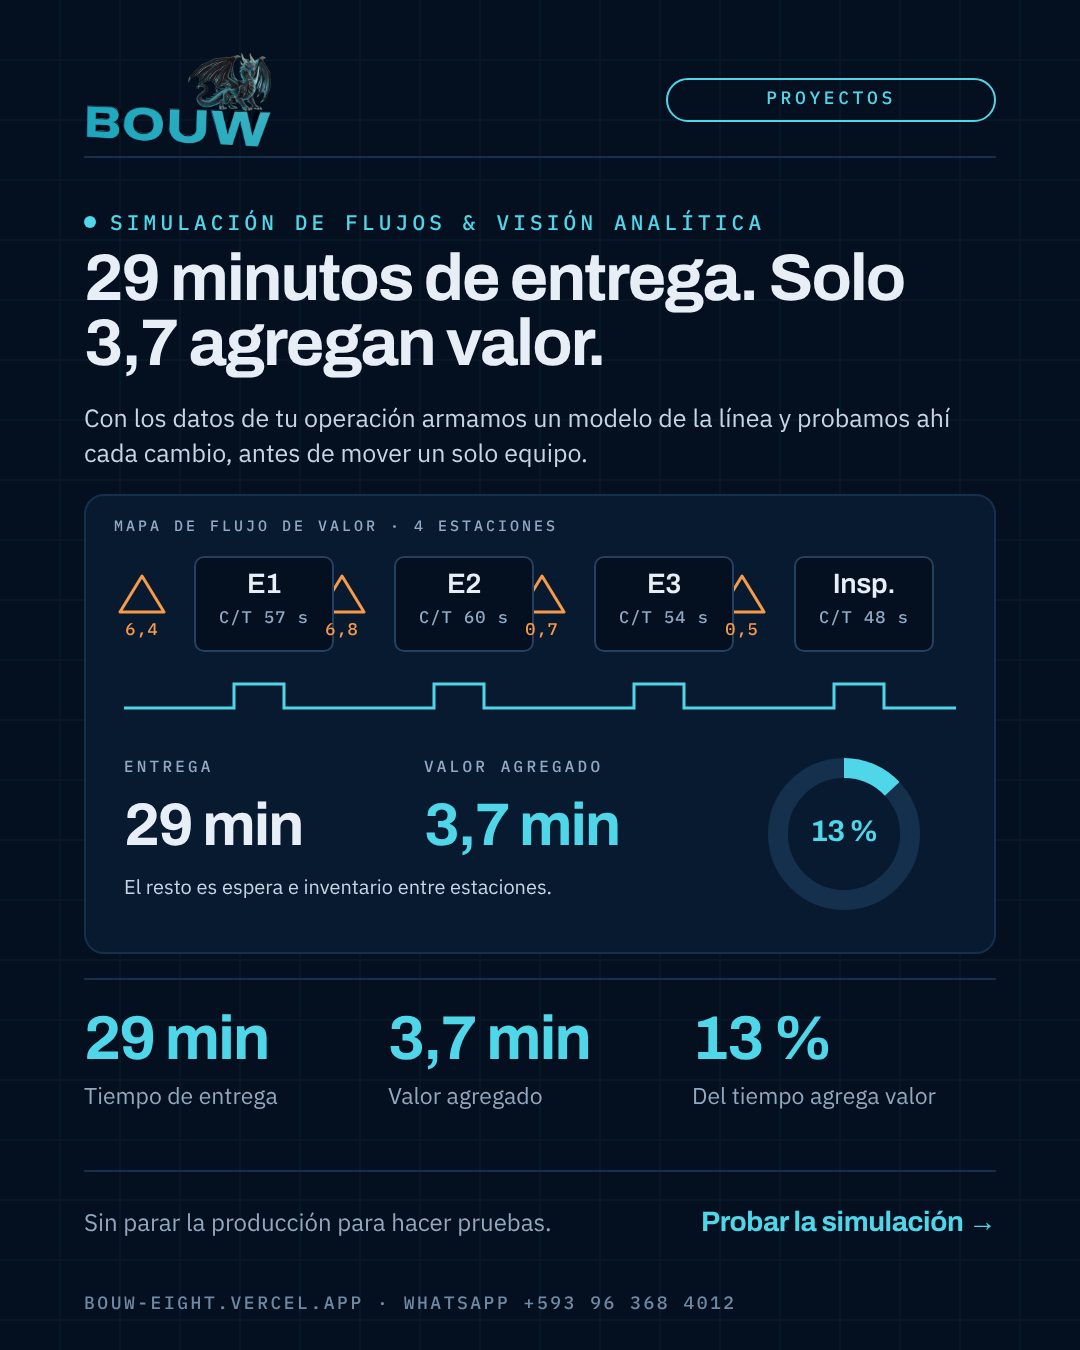 BOUW
PROYECTOS
SIMULACIÓN DE FLUJOS & VISIÓN ANALÍTICA
29 minutos de entrega. Solo
3,7 agregan valor.
Con los datos de tu operación armamos un modelo de la línea y probamos ahí
cada cambio, antes de mover un solo equipo.
MAPA DE FLUJO DE VALOR · 4 ESTACIONES
E1 E2 E3 Insp.
C/T 57 s C/T 60 s C/T 54 s C/T 48 s
6,4 6,8 0,7 0,5
ENTREGA VALOR AGREGADO
29 min 3,7 min 13 %
El resto es espera e inventario entre estaciones.
29 min 3,7 min 13 %
Tiempo de entrega Valor agregado Del tiempo agrega valor
Sin parar la producción para hacer pruebas. Probar la simulación →
BOUW-EIGHT.VERCEL.APP · WHATSAPP +593 96 368 4012